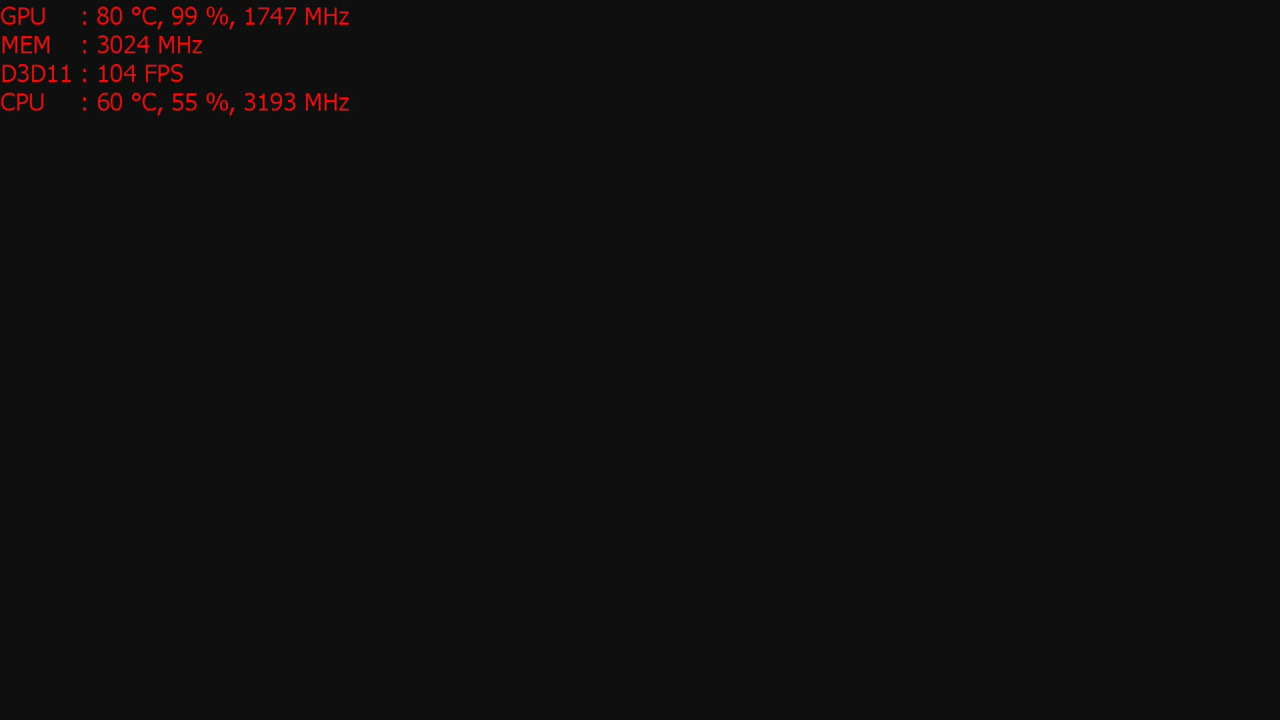 GPU : 80 °C, 99 %, 1747 MHz
MEM : 3024 MHz
D3D11 : 104 FPS
CPU : 60 °C, 55 %, 3193 MHz